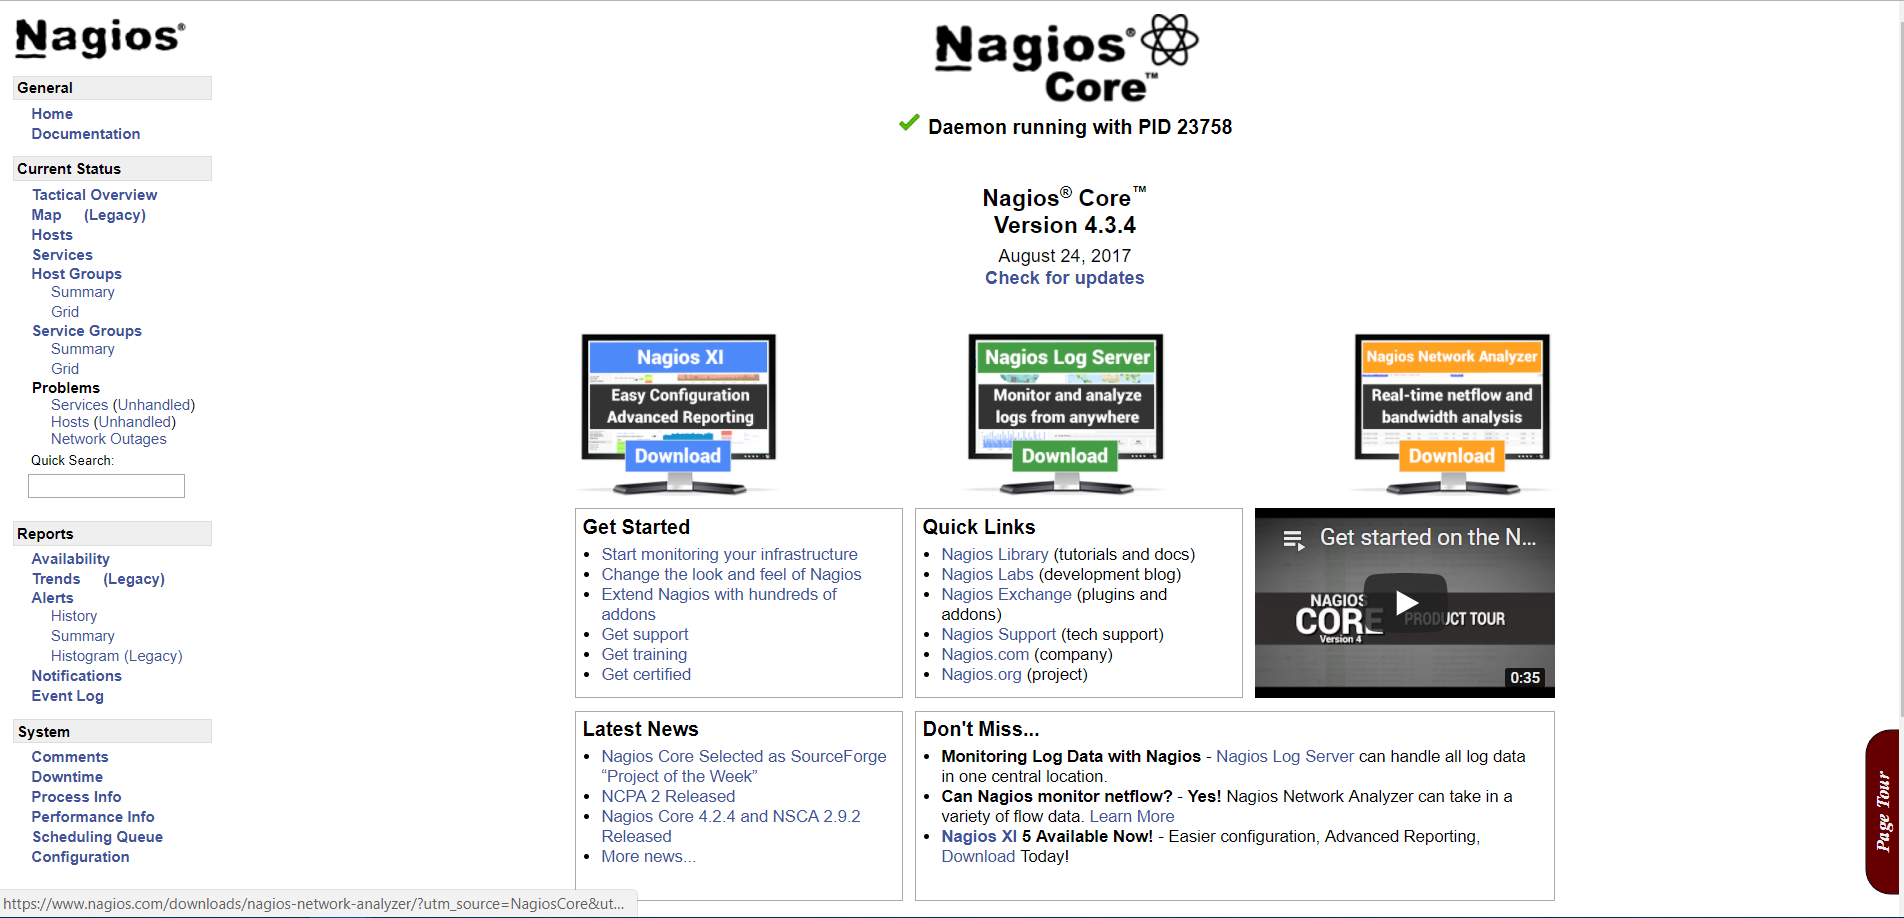 Nagios®
General
Home
Documentation
Current Status
Tactical Overview
Map (Legacy)
Hosts
Services
Host Groups
Summary
Grid
Service Groups
Summary
Grid
Problems
Services (Unhandled)
Hosts (Unhandled)
Network Outages
Quick Search:
Reports
Availability
Trends (Legacy)
Alerts
History
Summary
Histogram (Legacy)
Notifications
Event Log
System
Comments
Downtime
Process Info
Performance Info
Scheduling Queue
Configuration
Nagios®
Core™
Daemon running with PID 23758
Nagios® Core™
Version 4.3.4
August 24, 2017
Check for updates
Nagios XI
Easy Configuration
Advanced Reporting
Download
Nagios Log Server
Monitor and analyze
logs from anywhere
Download
Nagios Network Analyzer
Real-time netflow and
bandwidth analysis
Download
Get Started
Start monitoring your infrastructure
Change the look and feel of Nagios
Extend Nagios with hundreds of
addons
Get support
Get training
Get certified
Quick Links
Nagios Library (tutorials and docs)
Nagios Labs (development blog)
Nagios Exchange (plugins and
addons)
Nagios Support (tech support)
Nagios.com (company)
Nagios.org (project)
Get started on the N...
NAGIOS
CORE PRODUCT TOUR
Version 4
0:35
Latest News
Nagios Core Selected as SourceForge
“Project of the Week”
NCPA 2 Released
Nagios Core 4.2.4 and NSCA 2.9.2
Released
More news...
Don't Miss...
Monitoring Log Data with Nagios - Nagios Log Server can handle all log data
in one central location.
Can Nagios monitor netflow? - Yes! Nagios Network Analyzer can take in a
variety of flow data. Learn More
Nagios XI 5 Available Now! - Easier configuration, Advanced Reporting,
Download Today!
Page Tour
https://www.nagios.com/downloads/nagios-network-analyzer/?utm_source=NagiosCore&ut...